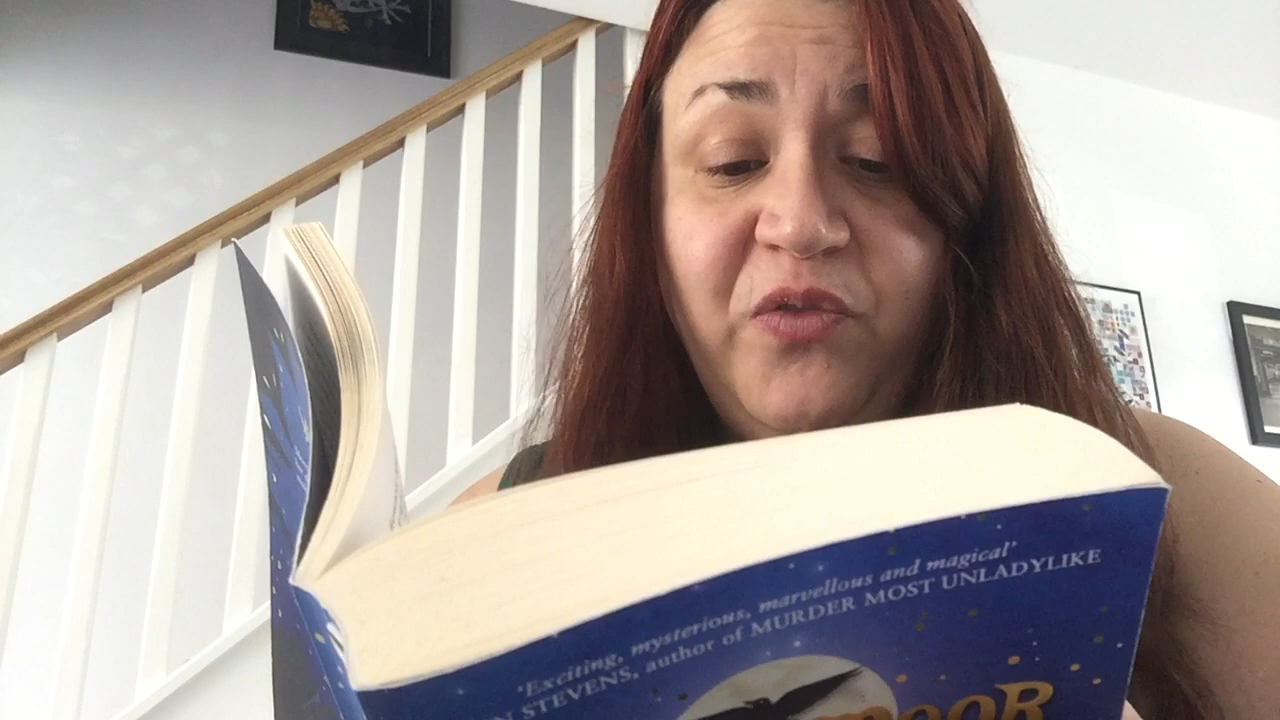 'Exciting, mysterious, marvellous and magical'
N STEVENS, author of MURDER MOST UNLADYLIKE